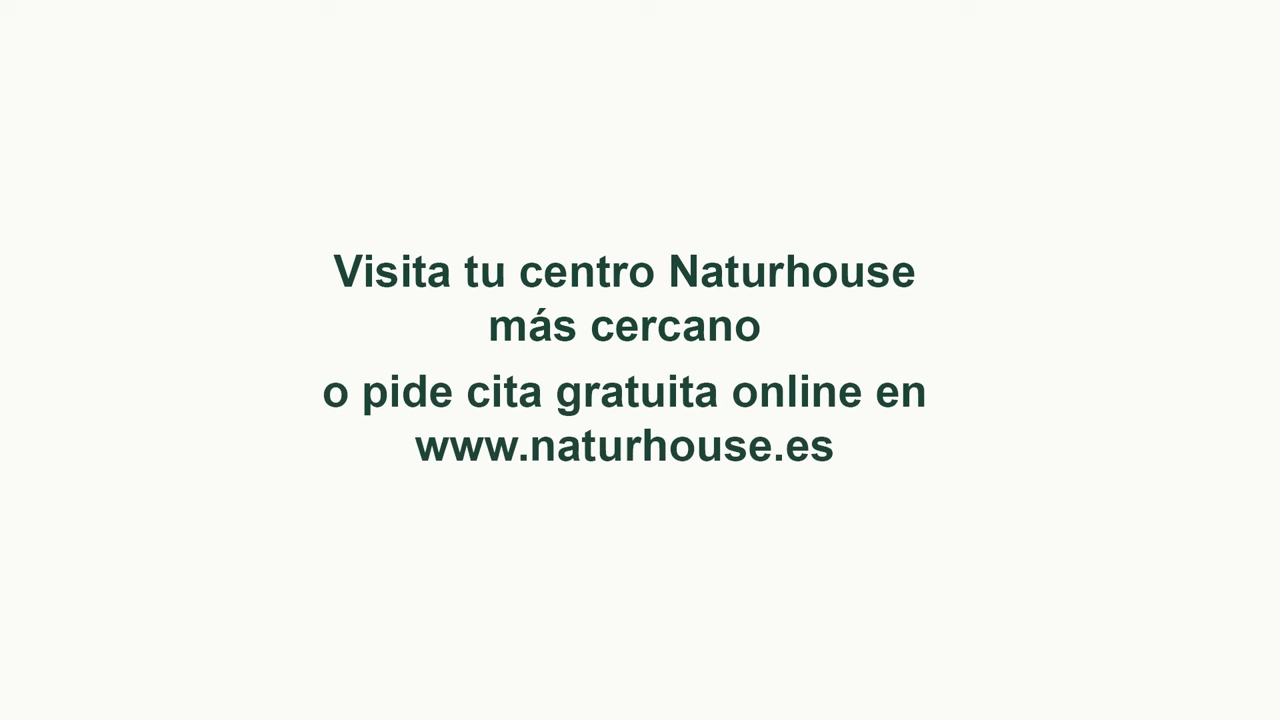 Visita tu centro Naturhouse
más cercano
o pide cita gratuita online en
www.naturhouse.es